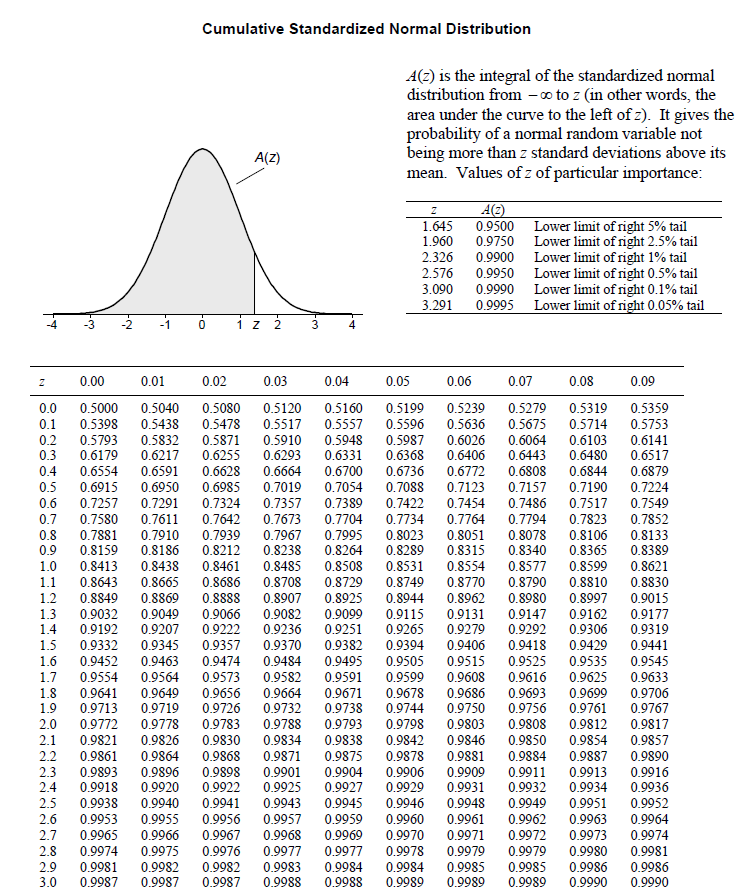 Cumulative Standardized Normal Distribution
A(z) is the integral of the standardized normal
distribution from −∞ to z (in other words, the
area under the curve to the left of z). It gives the
probability of a normal random variable not
being more than z standard deviations above its
mean. Values of z of particular importance:
z A(z)
1.645 0.9500 Lower limit of right 5% tail
1.960 0.9750 Lower limit of right 2.5% tail
2.326 0.9900 Lower limit of right 1% tail
2.576 0.9950 Lower limit of right 0.5% tail
3.090 0.9990 Lower limit of right 0.1% tail
3.291 0.9995 Lower limit of right 0.05% tail
A(z)
-4 -3 -2 -1 0 1 z 2 3 4
z 0.00 0.01 0.02 0.03 0.04 0.05 0.06 0.07 0.08 0.09
0.0 0.5000 0.5040 0.5080 0.5120 0.5160 0.5199 0.5239 0.5279 0.5319 0.5359
0.1 0.5398 0.5438 0.5478 0.5517 0.5557 0.5596 0.5636 0.5675 0.5714 0.5753
0.2 0.5793 0.5832 0.5871 0.5910 0.5948 0.5987 0.6026 0.6064 0.6103 0.6141
0.3 0.6179 0.6217 0.6255 0.6293 0.6331 0.6368 0.6406 0.6443 0.6480 0.6517
0.4 0.6554 0.6591 0.6628 0.6664 0.6700 0.6736 0.6772 0.6808 0.6844 0.6879
0.5 0.6915 0.6950 0.6985 0.7019 0.7054 0.7088 0.7123 0.7157 0.7190 0.7224
0.6 0.7257 0.7291 0.7324 0.7357 0.7389 0.7422 0.7454 0.7486 0.7517 0.7549
0.7 0.7580 0.7611 0.7642 0.7673 0.7704 0.7734 0.7764 0.7794 0.7823 0.7852
0.8 0.7881 0.7910 0.7939 0.7967 0.7995 0.8023 0.8051 0.8078 0.8106 0.8133
0.9 0.8159 0.8186 0.8212 0.8238 0.8264 0.8289 0.8315 0.8340 0.8365 0.8389
1.0 0.8413 0.8438 0.8461 0.8485 0.8508 0.8531 0.8554 0.8577 0.8599 0.8621
1.1 0.8643 0.8665 0.8686 0.8708 0.8729 0.8749 0.8770 0.8790 0.8810 0.8830
1.2 0.8849 0.8869 0.8888 0.8907 0.8925 0.8944 0.8962 0.8980 0.8997 0.9015
1.3 0.9032 0.9049 0.9066 0.9082 0.9099 0.9115 0.9131 0.9147 0.9162 0.9177
1.4 0.9192 0.9207 0.9222 0.9236 0.9251 0.9265 0.9279 0.9292 0.9306 0.9319
1.5 0.9332 0.9345 0.9357 0.9370 0.9382 0.9394 0.9406 0.9418 0.9429 0.9441
1.6 0.9452 0.9463 0.9474 0.9484 0.9495 0.9505 0.9515 0.9525 0.9535 0.9545
1.7 0.9554 0.9564 0.9573 0.9582 0.9591 0.9599 0.9608 0.9616 0.9625 0.9633
1.8 0.9641 0.9649 0.9656 0.9664 0.9671 0.9678 0.9686 0.9693 0.9699 0.9706
1.9 0.9713 0.9719 0.9726 0.9732 0.9738 0.9744 0.9750 0.9756 0.9761 0.9767
2.0 0.9772 0.9778 0.9783 0.9788 0.9793 0.9798 0.9803 0.9808 0.9812 0.9817
2.1 0.9821 0.9826 0.9830 0.9834 0.9838 0.9842 0.9846 0.9850 0.9854 0.9857
2.2 0.9861 0.9864 0.9868 0.9871 0.9875 0.9878 0.9881 0.9884 0.9887 0.9890
2.3 0.9893 0.9896 0.9898 0.9901 0.9904 0.9906 0.9909 0.9911 0.9913 0.9916
2.4 0.9918 0.9920 0.9922 0.9925 0.9927 0.9929 0.9931 0.9932 0.9934 0.9936
2.5 0.9938 0.9940 0.9941 0.9943 0.9945 0.9946 0.9948 0.9949 0.9951 0.9952
2.6 0.9953 0.9955 0.9956 0.9957 0.9959 0.9960 0.9961 0.9962 0.9963 0.9964
2.7 0.9965 0.9966 0.9967 0.9968 0.9969 0.9970 0.9971 0.9972 0.9973 0.9974
2.8 0.9974 0.9975 0.9976 0.9977 0.9977 0.9978 0.9979 0.9979 0.9980 0.9981
2.9 0.9981 0.9982 0.9982 0.9983 0.9984 0.9984 0.9985 0.9985 0.9986 0.9986
3.0 0.9987 0.9987 0.9987 0.9988 0.9988 0.9989 0.9989 0.9989 0.9990 0.9990